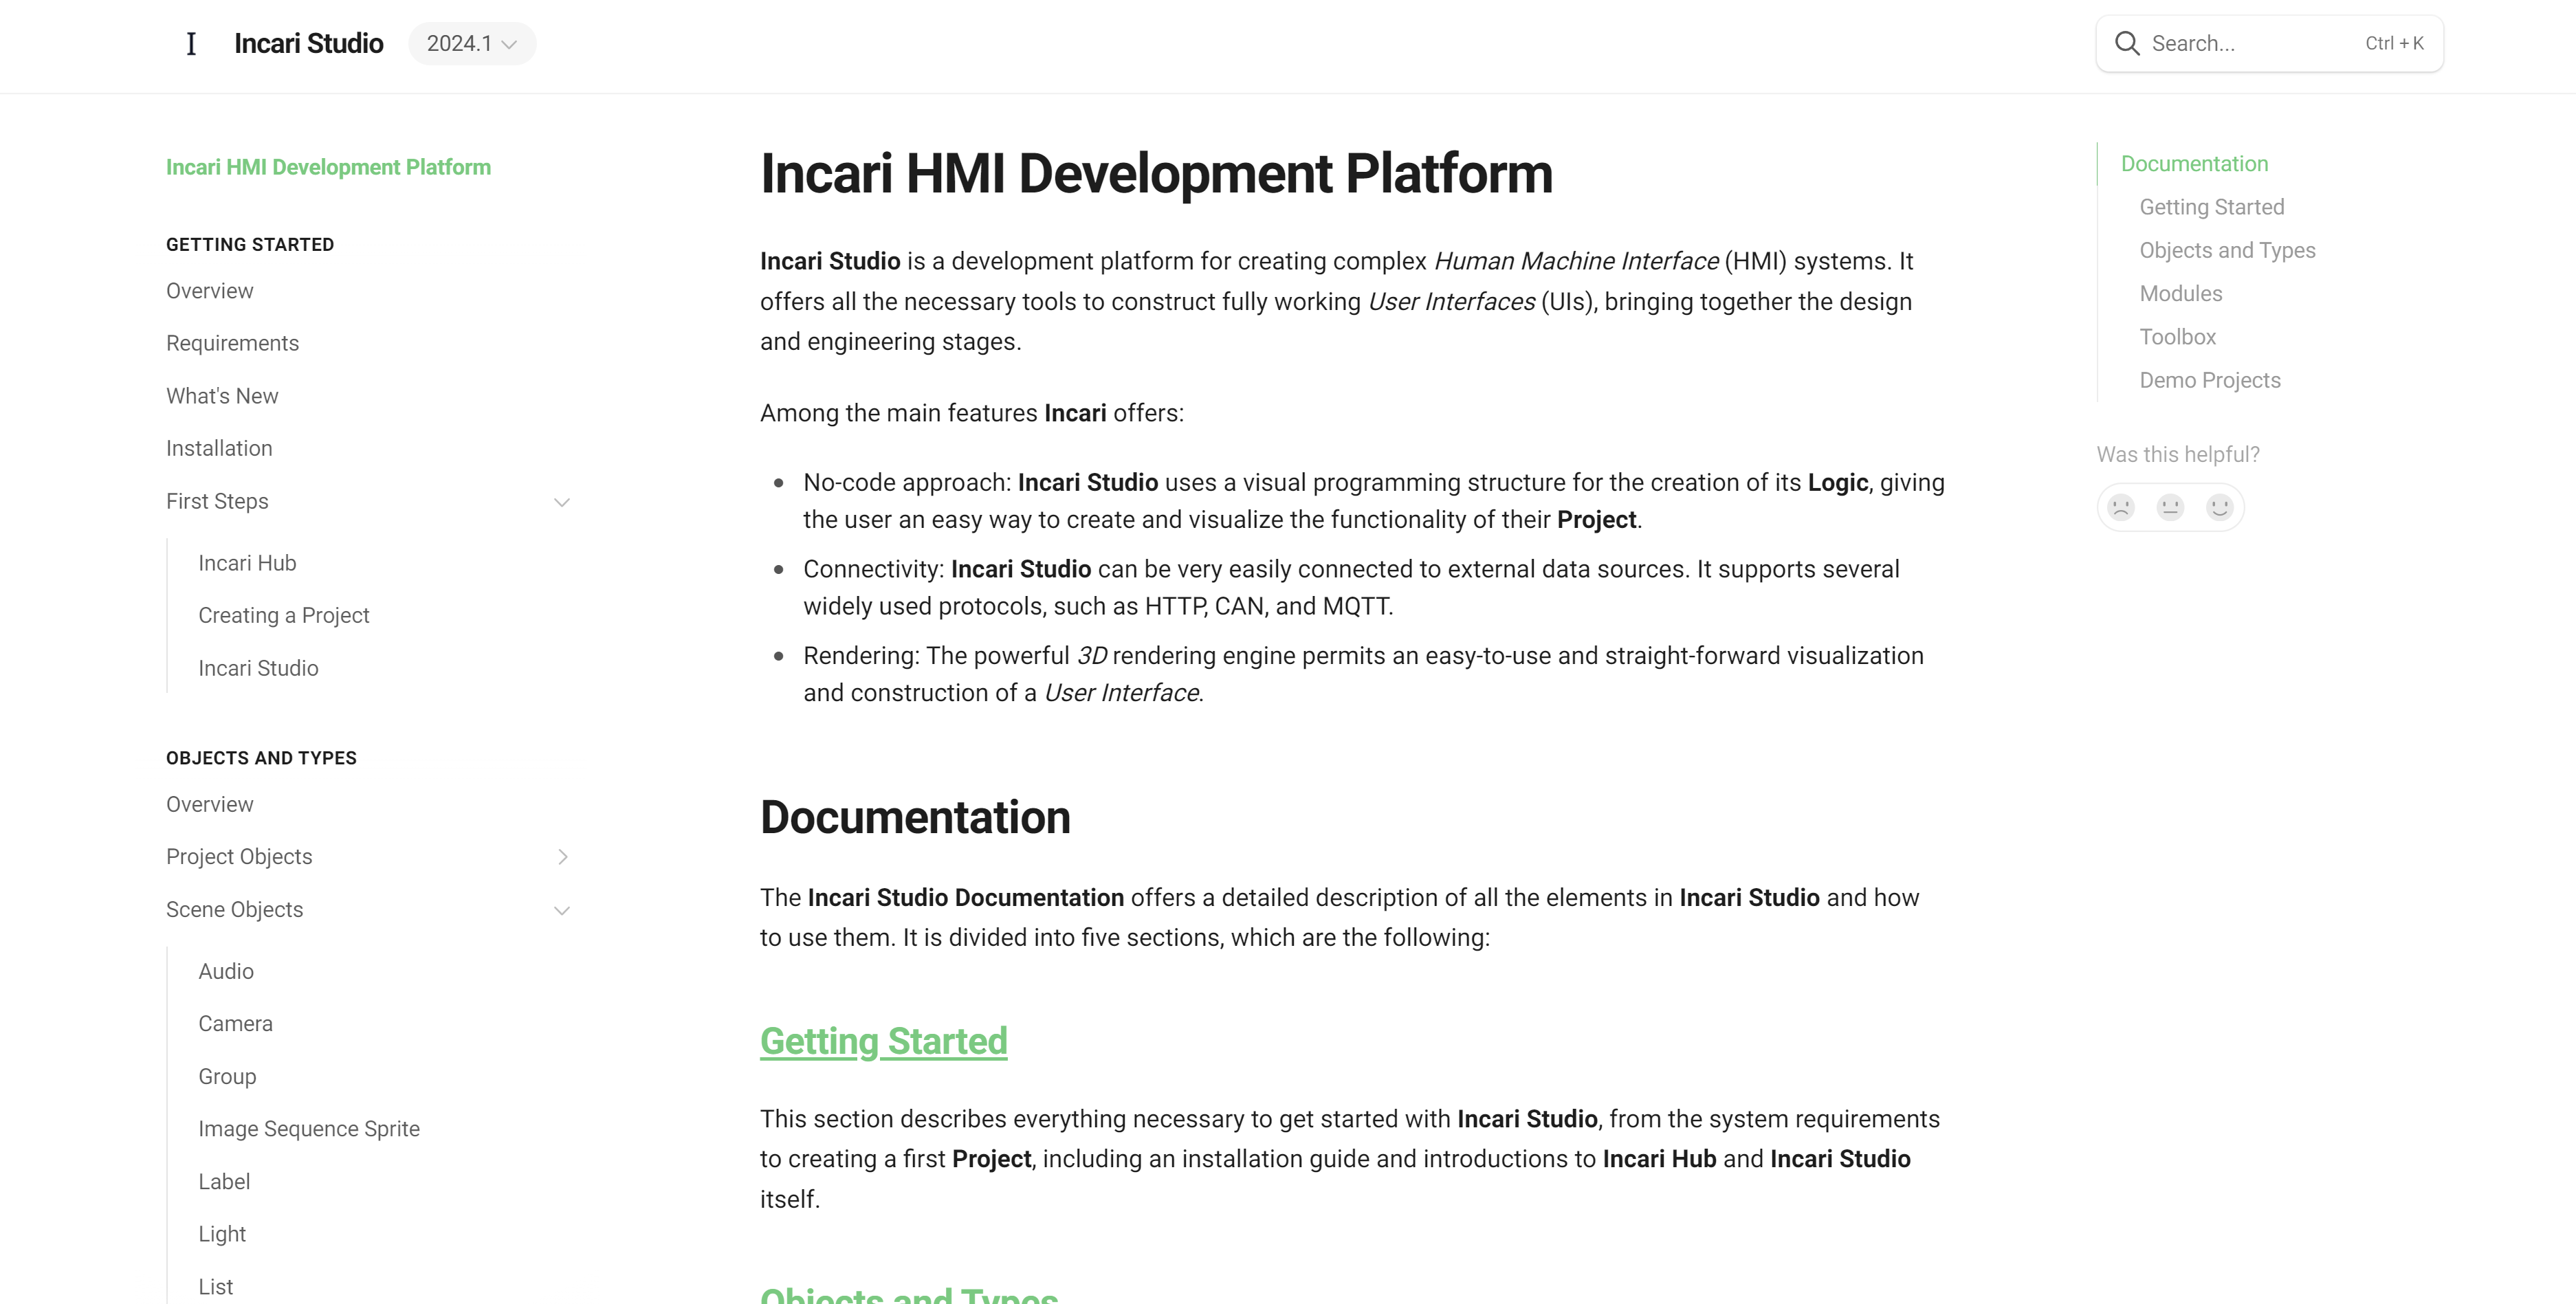 I
Incari Studio
2024.1
Search...
Ctrl + K
Incari HMI Development Platform
GETTING STARTED
Overview
Requirements
What's New
Installation
First Steps
Incari Hub
Creating a Project
Incari Studio
OBJECTS AND TYPES
Overview
Project Objects
Scene Objects
Audio
Camera
Group
Image Sequence Sprite
Label
Light
List
Incari HMI Development Platform
Incari Studio is a development platform for creating complex Human Machine Interface (HMI) systems. It
offers all the necessary tools to construct fully working User Interfaces (UIs), bringing together the design
and engineering stages.
Among the main features Incari offers:
No-code approach: Incari Studio uses a visual programming structure for the creation of its Logic, giving
the user an easy way to create and visualize the functionality of their Project.
Connectivity: Incari Studio can be very easily connected to external data sources. It supports several
widely used protocols, such as HTTP, CAN, and MQTT.
Rendering: The powerful 3D rendering engine permits an easy-to-use and straight-forward visualization
and construction of a User Interface.
Documentation
The Incari Studio Documentation offers a detailed description of all the elements in Incari Studio and how
to use them. It is divided into five sections, which are the following:
Getting Started
This section describes everything necessary to get started with Incari Studio, from the system requirements
to creating a first Project, including an installation guide and introductions to Incari Hub and Incari Studio
itself.
Objects and Types
Documentation
Getting Started
Objects and Types
Modules
Toolbox
Demo Projects
Was this helpful?